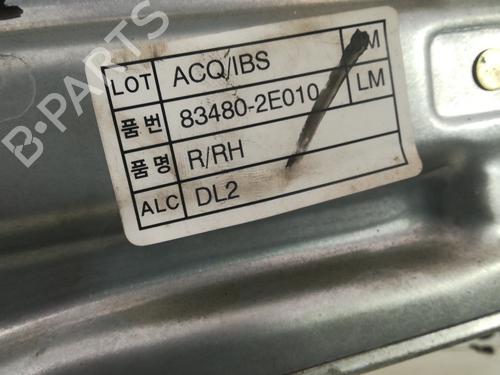 B-PARTS
LOT ACQ/IBS
품 번 83480-2E010 LM
품 명 R/RH
ALC DL2